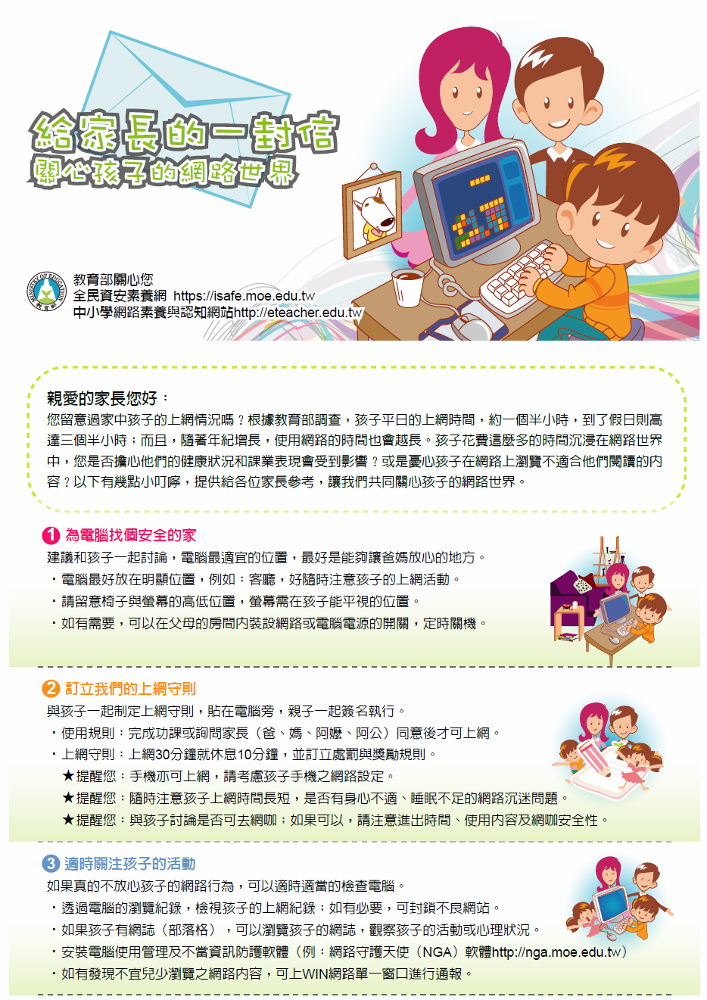 給家長的一封信
關心孩子的網路世界
MINISTRY OF EDUCATION
教育部
教育部關心您
全民資安素養網 https://isafe.moe.edu.tw
中小學網路素養與認知網站http://eteacher.edu.tw
親愛的家長您好：
您留意過家中孩子的上網情況嗎？根據教育部調查，孩子平日的上網時間，約一個半小時，到了假日則高
達三個半小時；而且，隨著年紀增長，使用網路的時間也會越長。孩子花費這麼多的時間沉浸在網路世界
中，您是否擔心他們的健康狀況和課業表現會受到影響？或是憂心孩子在網路上瀏覽不適合他們閱讀的內
容？以下有幾點小叮嚀，提供給各位家長參考，讓我們共同關心孩子的網路世界。
1 為電腦找個安全的家
建議和孩子一起討論，電腦最適宜的位置，最好是能夠讓爸媽放心的地方。
・電腦最好放在明顯位置，例如：客廳，好隨時注意孩子的上網活動。
・請留意椅子與螢幕的高低位置，螢幕需在孩子能平視的位置。
・如有需要，可以在父母的房間內裝設網路或電腦電源的開關，定時關機。
2 訂立我們的上網守則
與孩子一起制定上網守則，貼在電腦旁，親子一起簽名執行。
・使用規則：完成功課或詢問家長（爸、媽、阿嬤、阿公）同意後才可上網。
・上網守則：上網30分鐘就休息10分鐘，並訂立處罰與獎勵規則。
★提醒您：手機亦可上網，請考慮孩子手機之網路設定。
★提醒您：隨時注意孩子上網時間長短，是否有身心不適、睡眠不足的網路沉迷問題。
★提醒您：與孩子討論是否可去網咖；如果可以，請注意進出時間、使用內容及網咖安全性。
3 適時關注孩子的活動
如果真的不放心孩子的網路行為，可以適時適當的檢查電腦。
・透過電腦的瀏覽紀錄，檢視孩子的上網紀錄；如有必要，可封鎖不良網站。
・如果孩子有網誌（部落格），可以瀏覽孩子的網誌，觀察孩子的活動或心理狀況。
・安裝電腦使用管理及不當資訊防護軟體（例：網路守護天使（NGA）軟體http://nga.moe.edu.tw）
・如有發現不宜兒少瀏覽之網路內容，可上WIN網路單一窗口進行通報。